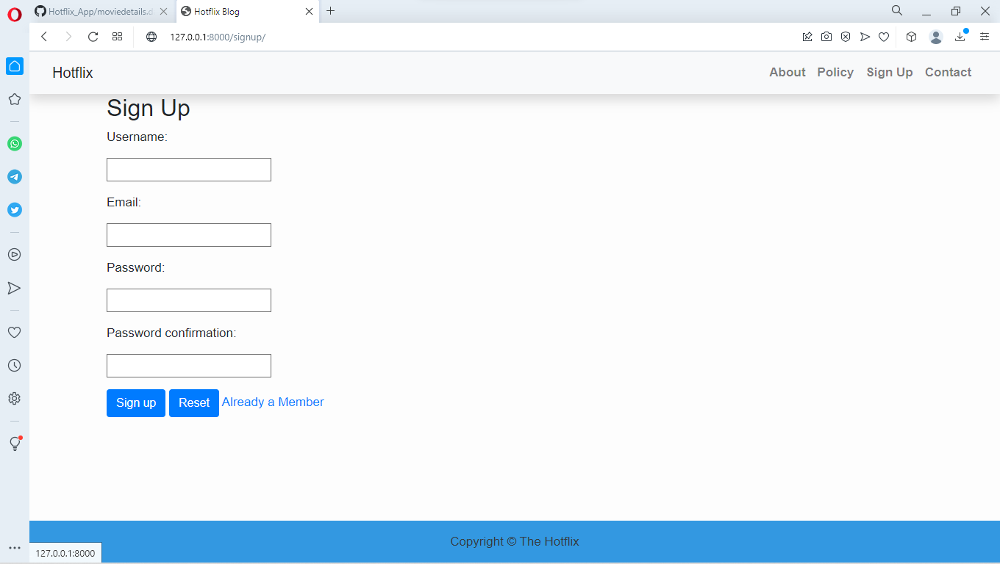 Hotflix_App/moviedetails.d
Hotflix Blog
127.0.0.1:8000/signup/
Hotflix
About Policy Sign Up Contact
Sign Up
Username:
Email:
Password:
Password confirmation:
Sign up Reset Already a Member
Copyright © The Hotflix
127.0.0.1:8000